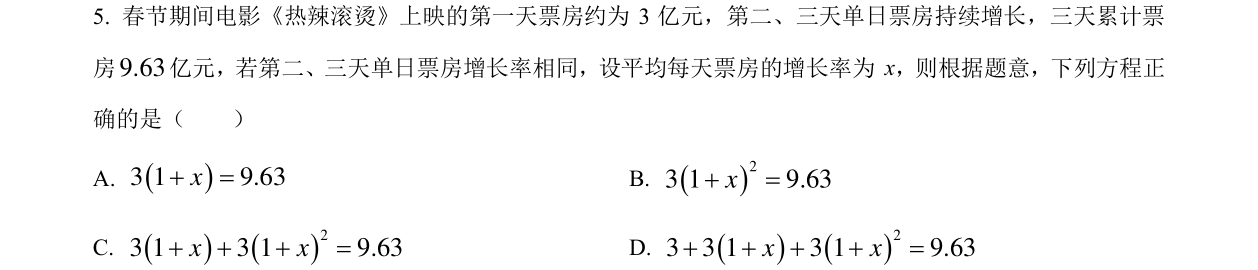 5. 春节期间电影《热辣滚烫》上映的第一天票房约为 3 亿元，第二、三天单日票房持续增长，三天累计票
房9.63亿元，若第二、三天单日票房增长率相同，设平均每天票房的增长率为 x，则根据题意，下列方程正
确的是（　　）
A. 3(1+x)=9.63　　B. 3(1+x)²=9.63
C. 3(1+x)+3(1+x)²=9.63　　D. 3+3(1+x)+3(1+x)²=9.63